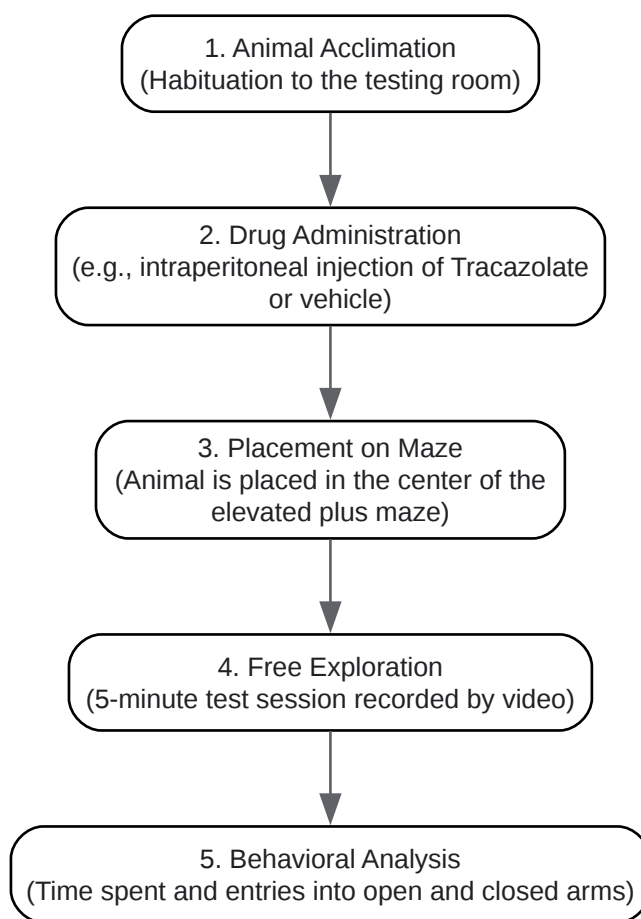 1. Animal Acclimation
(Habituation to the testing room)
2. Drug Administration
(e.g., intraperitoneal injection of Tracazolate
or vehicle)
3. Placement on Maze
(Animal is placed in the center of the
elevated plus maze)
4. Free Exploration
(5-minute test session recorded by video)
5. Behavioral Analysis
(Time spent and entries into open and closed arms)